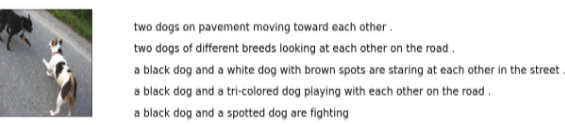 two dogs on pavement moving toward each other .
two dogs of different breeds looking at each other on the road .
a black dog and a white dog with brown spots are staring at each other in the street .
a black dog and a tri-colored dog playing with each other on the road .
a black dog and a spotted dog are fighting